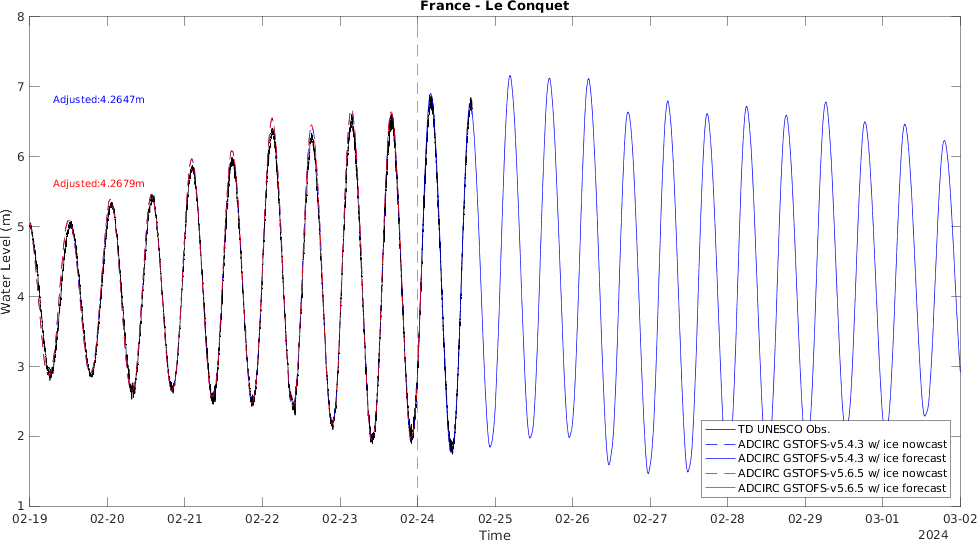 France - Le Conquet
8
7
6
5
4
3
2
1
Water Level (m)
Adjusted:4.2647m
Adjusted:4.2679m
TD UNESCO Obs.
ADCIRC GSTOFS-v5.4.3 w/ ice nowcast
ADCIRC GSTOFS-v5.4.3 w/ ice forecast
ADCIRC GSTOFS-v5.6.5 w/ ice nowcast
ADCIRC GSTOFS-v5.6.5 w/ ice forecast
02-19 02-20 02-21 02-22 02-23 02-24 02-25 02-26 02-27 02-28 02-29 03-01 03-02
Time
2024